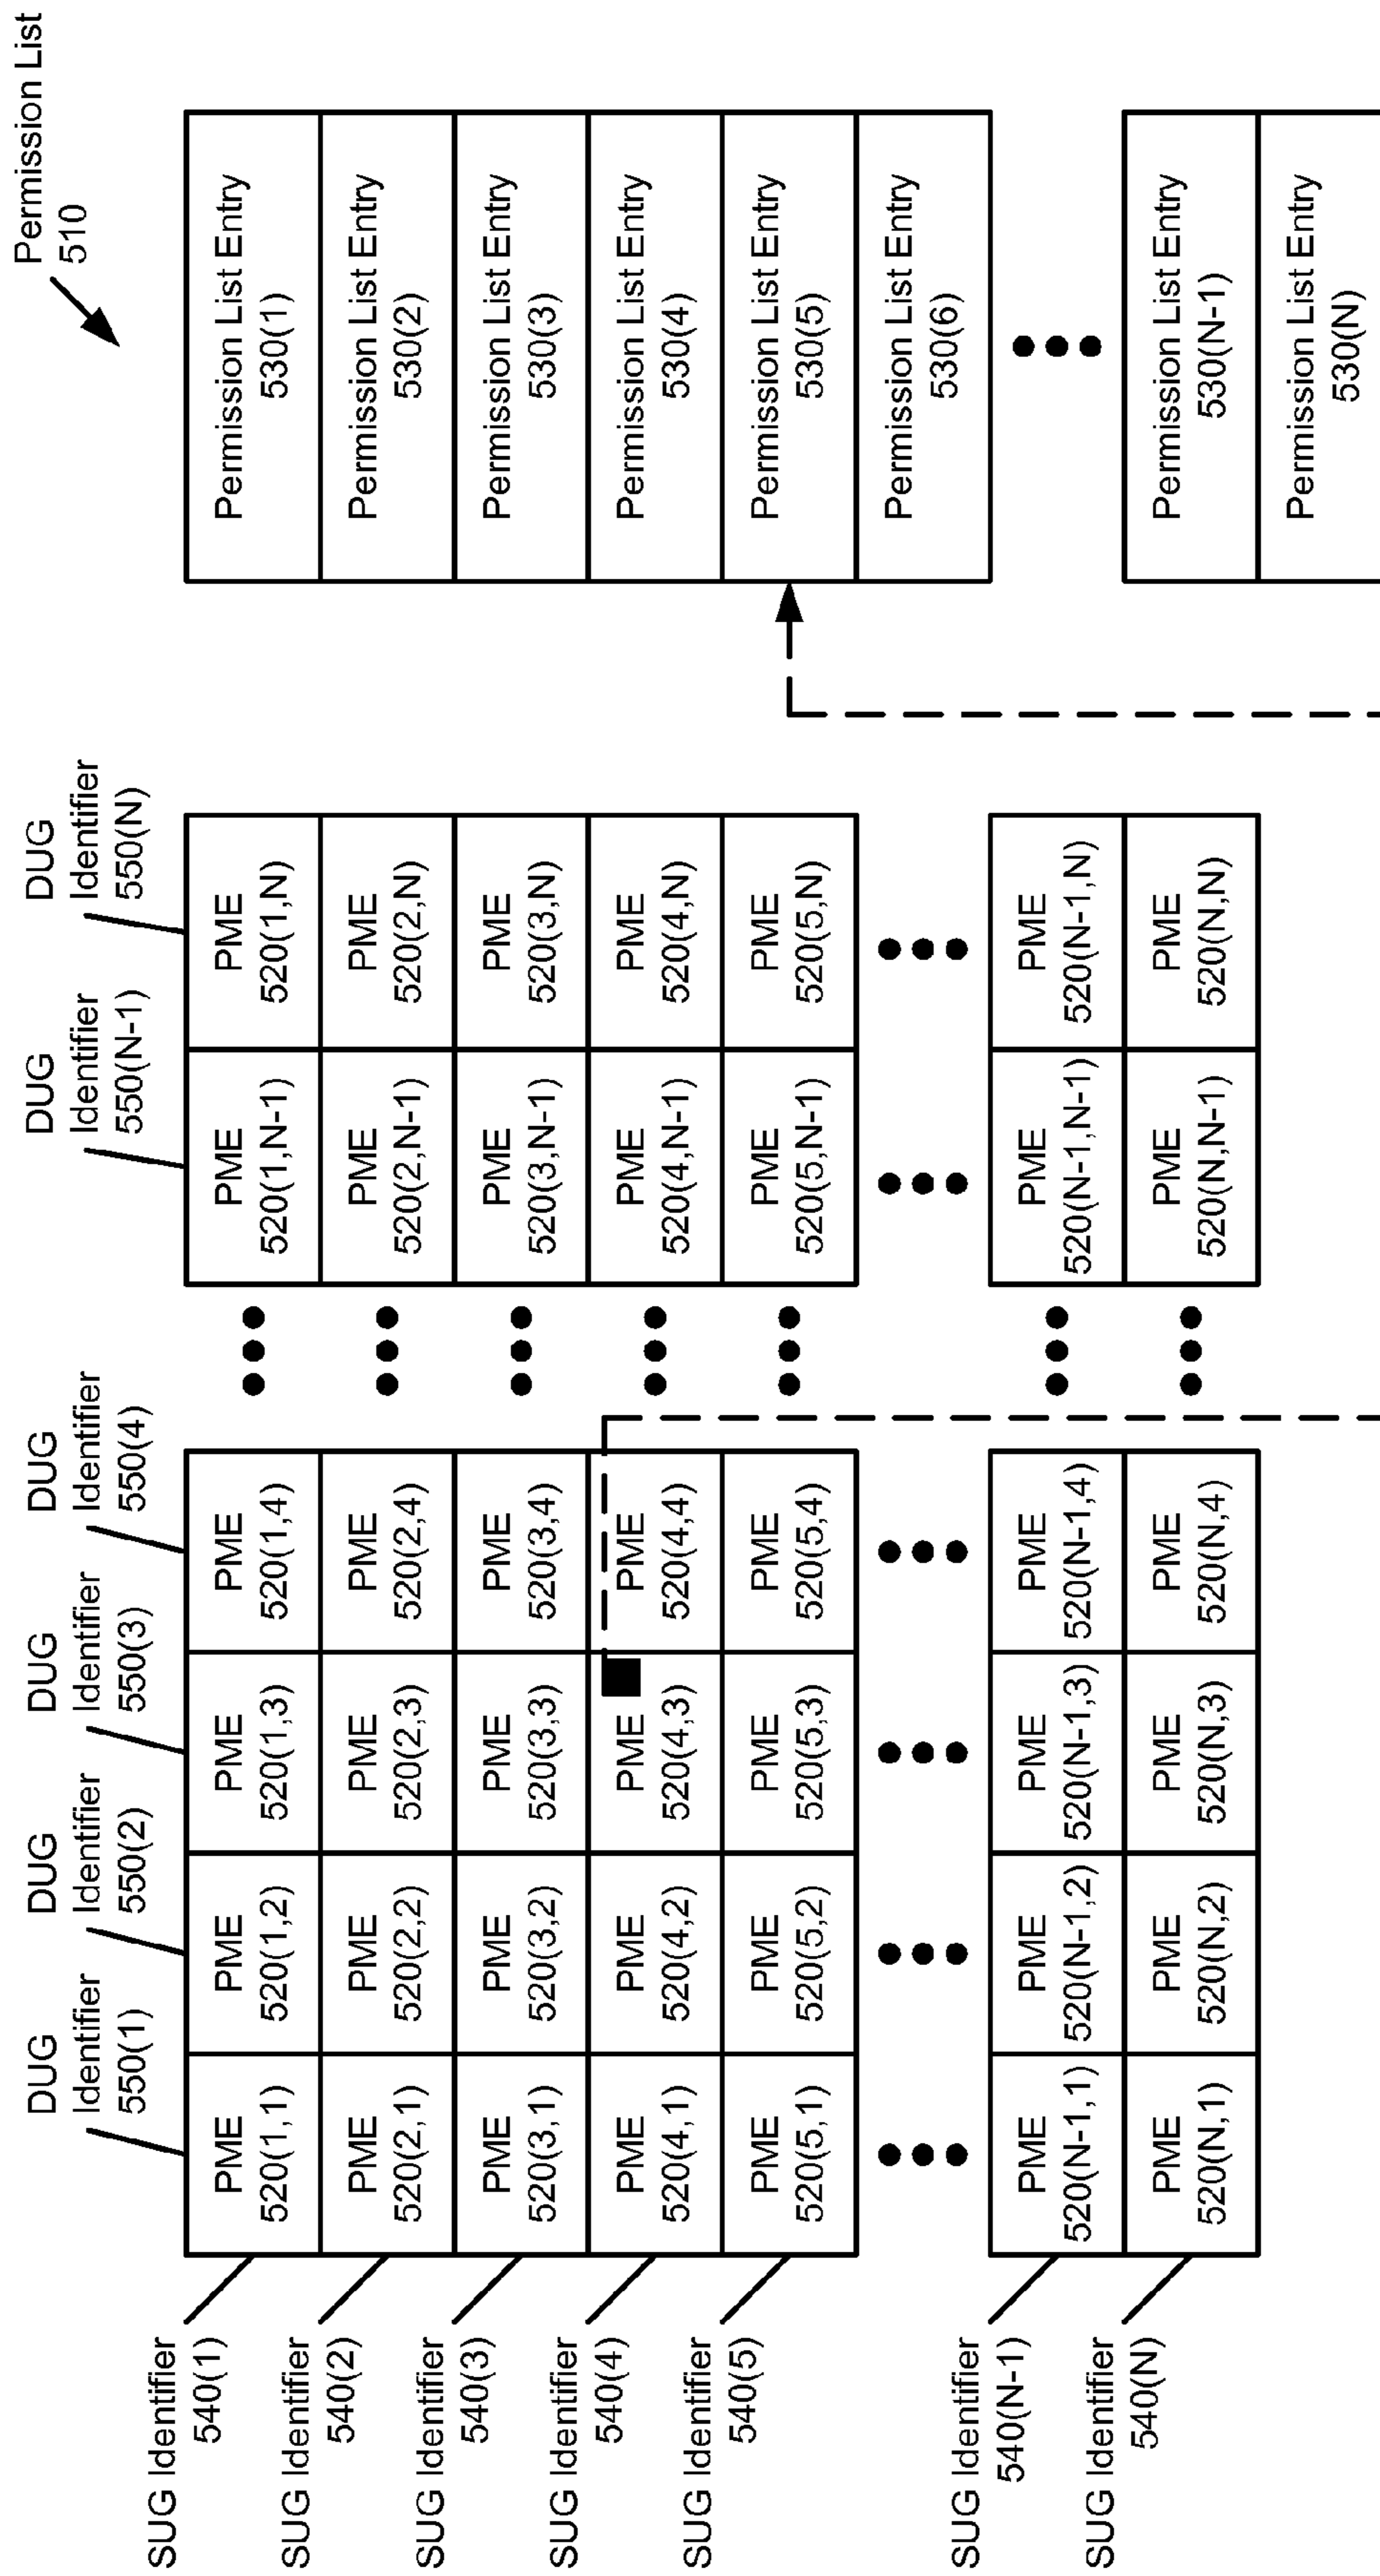 Permission List
510
DUG
Identifier
550(1)
DUG
Identifier
550(2)
DUG
Identifier
550(3)
DUG
Identifier
550(4)
DUG
Identifier
550(N-1)
DUG
Identifier
550(N)
SUG Identifier
540(1)
PME
520(1,1)
PME
520(1,2)
PME
520(1,3)
PME
520(1,4)
PME
520(1,N-1)
PME
520(1,N)
SUG Identifier
540(2)
PME
520(2,1)
PME
520(2,2)
PME
520(2,3)
PME
520(2,4)
PME
520(2,N-1)
PME
520(2,N)
SUG Identifier
540(3)
PME
520(3,1)
PME
520(3,2)
PME
520(3,3)
PME
520(3,4)
PME
520(3,N-1)
PME
520(3,N)
SUG Identifier
540(4)
PME
520(4,1)
PME
520(4,2)
PME
520(4,3)
PME
520(4,4)
PME
520(4,N-1)
PME
520(4,N)
SUG Identifier
540(5)
PME
520(5,1)
PME
520(5,2)
PME
520(5,3)
PME
520(5,4)
PME
520(5,N-1)
PME
520(5,N)
SUG Identifier
540(N-1)
PME
520(N-1,1)
PME
520(N-1,2)
PME
520(N-1,3)
PME
520(N-1,4)
PME
520(N-1,N-1)
PME
520(N-1,N)
SUG Identifier
540(N)
PME
520(N,1)
PME
520(N,2)
PME
520(N,3)
PME
520(N,4)
PME
520(N,N-1)
PME
520(N,N)
Permission List Entry
530(1)
Permission List Entry
530(2)
Permission List Entry
530(3)
Permission List Entry
530(4)
Permission List Entry
530(5)
Permission List Entry
530(6)
Permission List Entry
530(N-1)
Permission List Entry
530(N)